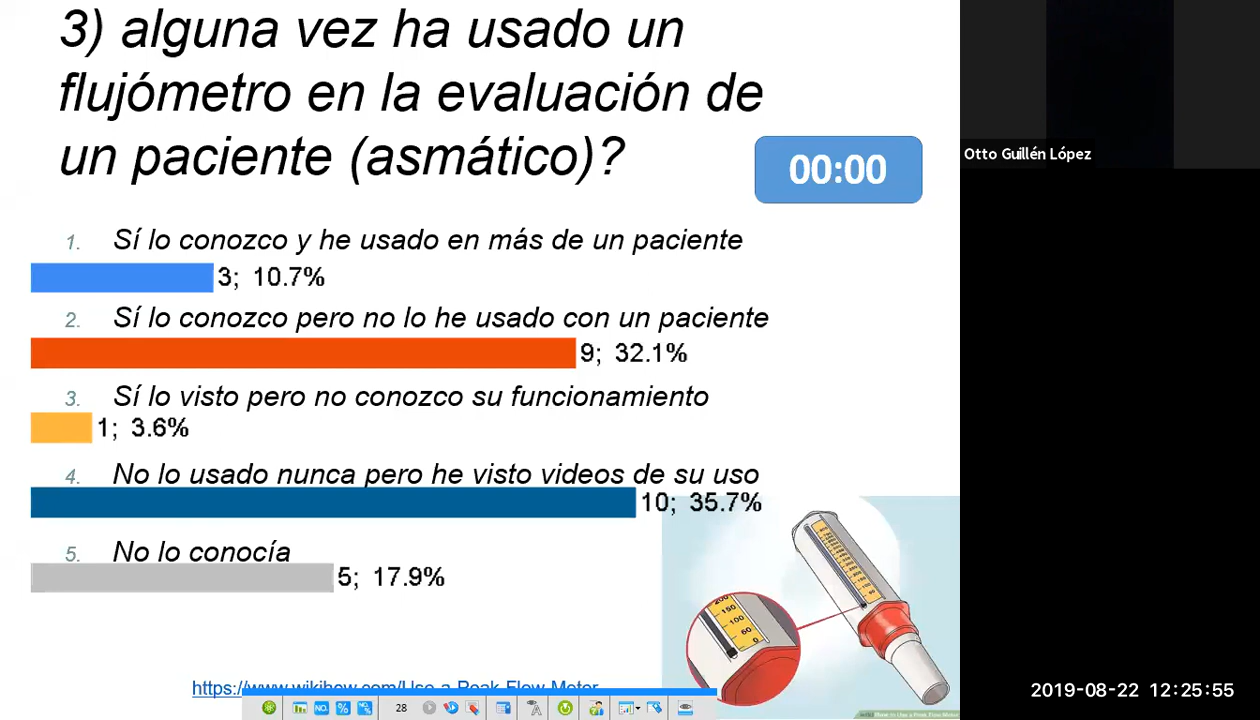 3) alguna vez ha usado un
flujómetro en la evaluación de
un paciente (asmático)?
00:00
Otto Guillén López
1. Sí lo conozco y he usado en más de un paciente
3; 10.7%
2. Sí lo conozco pero no lo he usado con un paciente
9; 32.1%
3. Sí lo visto pero no conozco su funcionamiento
1; 3.6%
4. No lo usado nunca pero he visto videos de su uso
10; 35.7%
5. No lo conocía
5; 17.9%
200
150
100
60
0
https://www.wikihow.com/Use-a-Peak-Flow-Meter
NO. % 28
2019-08-22 12:25:55